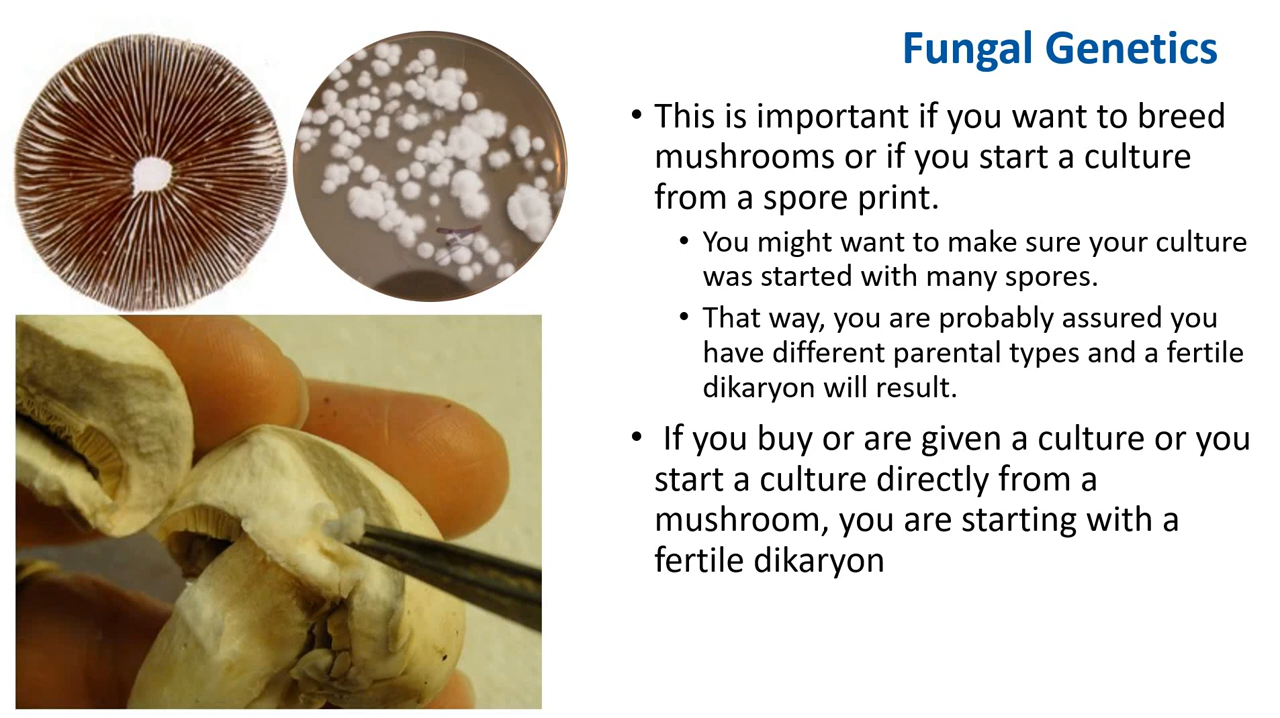 Fungal Genetics
• This is important if you want to breed
mushrooms or if you start a culture
from a spore print.
• You might want to make sure your culture
was started with many spores.
• That way, you are probably assured you
have different parental types and a fertile
dikaryon will result.
• If you buy or are given a culture or you
start a culture directly from a
mushroom, you are starting with a
fertile dikaryon